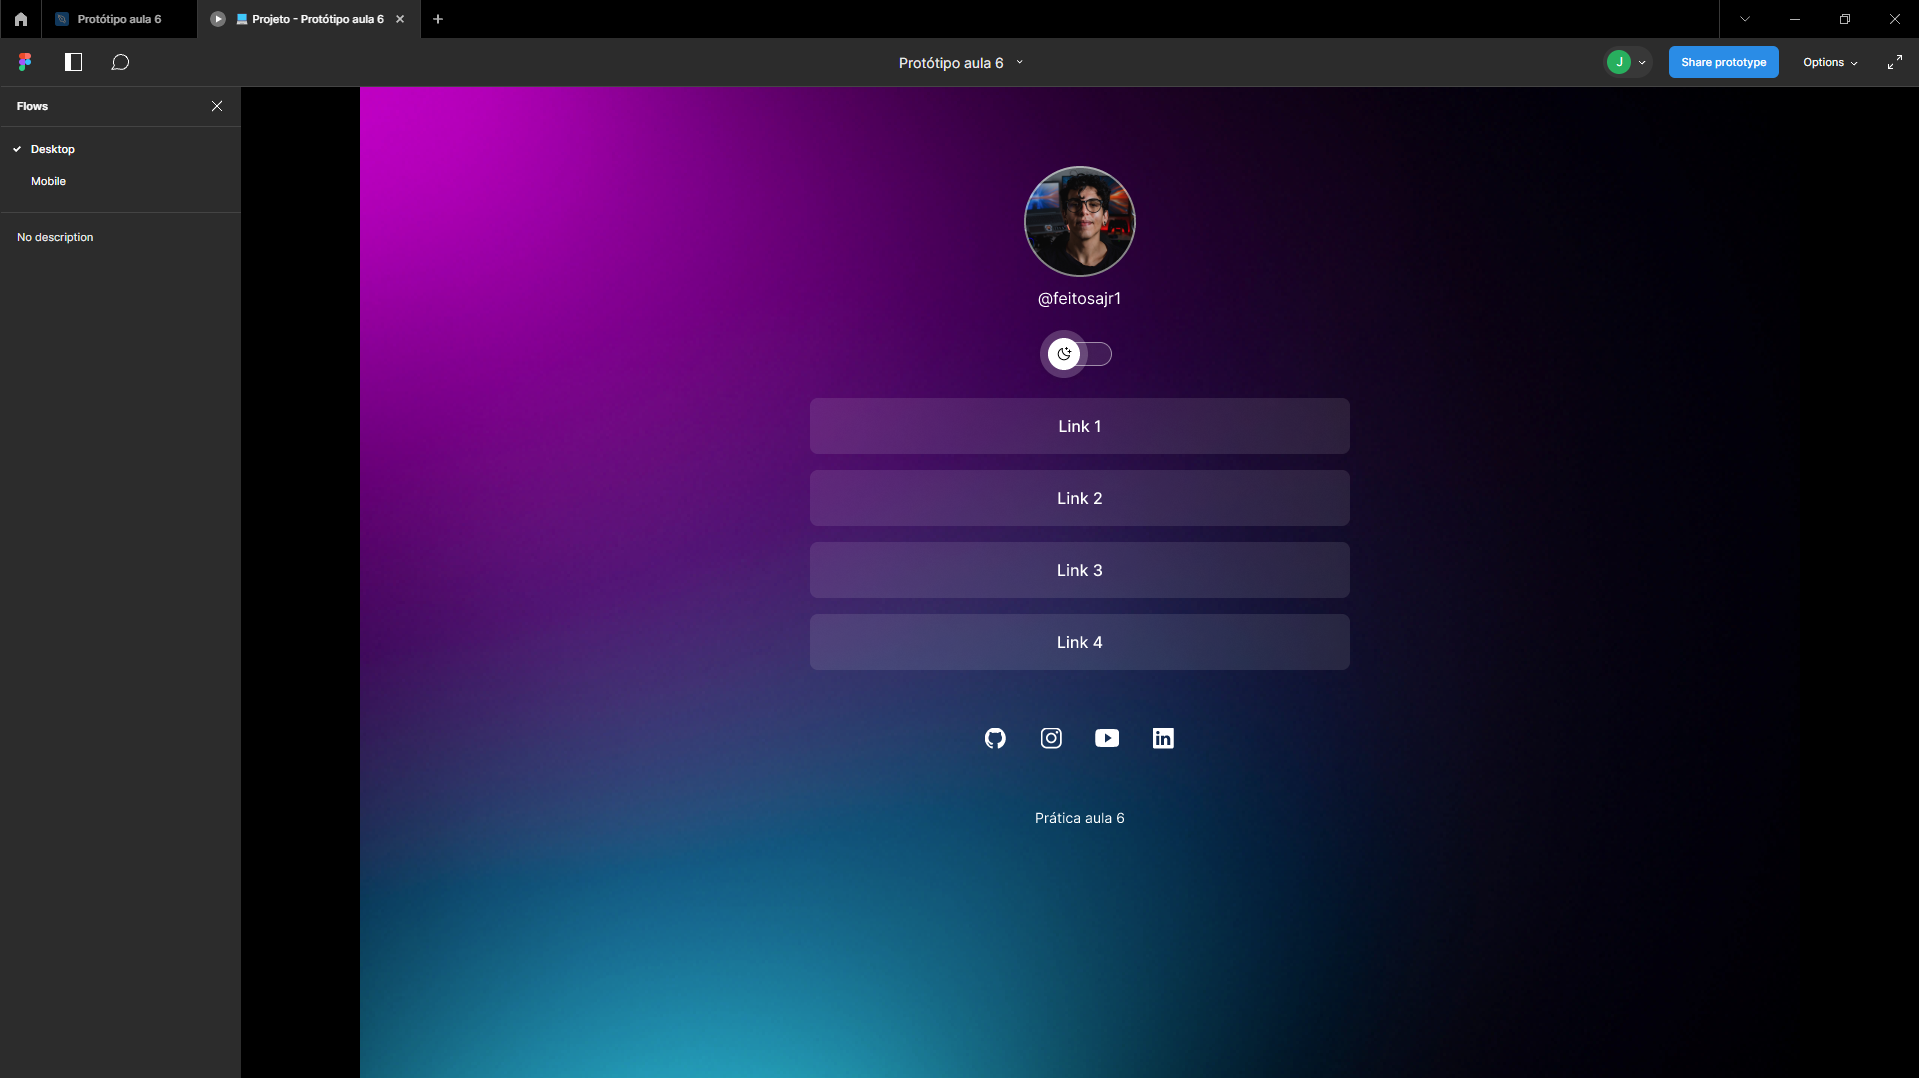 Protótipo aula 6
Projeto - Protótipo aula 6
Protótipo aula 6
J
Share prototype
Options
Flows
Desktop
Mobile
No description
@feitosajr1
Link 1
Link 2
Link 3
Link 4
in
Prática aula 6